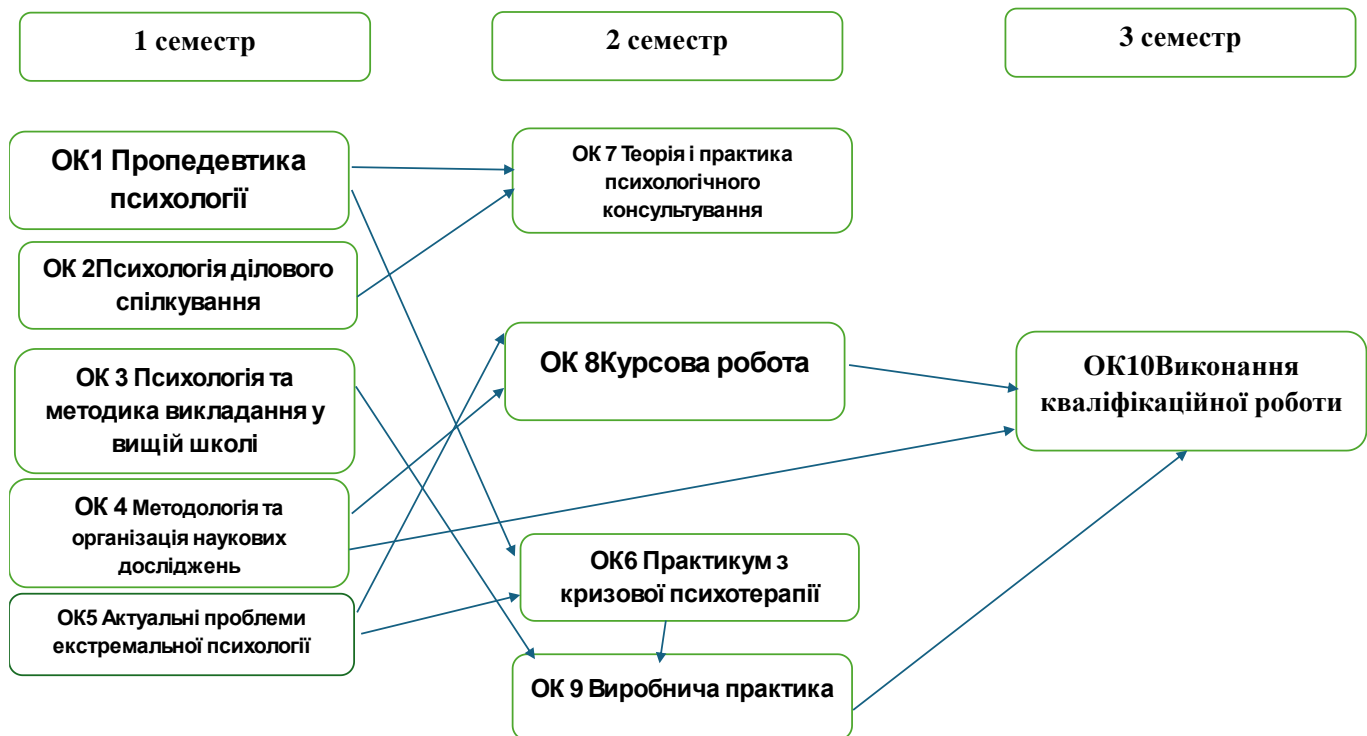 1 семестр
2 семестр
3 семестр
ОК1 Пропедевтика
психології
ОК 2Психологія ділового
спілкування
ОК 3 Психологія та
методика викладання у
вищій школі
ОК 4 Методологія та
організація наукових
досліджень
ОК5 Актуальні проблеми
екстремальної психології
ОК 7 Теорія і практика
психологічного
консультування
ОК 8Курсова робота
ОК6 Практикум з
кризової психотерапії
ОК 9 Виробнича практика
ОК10Виконання
кваліфікаційної роботи